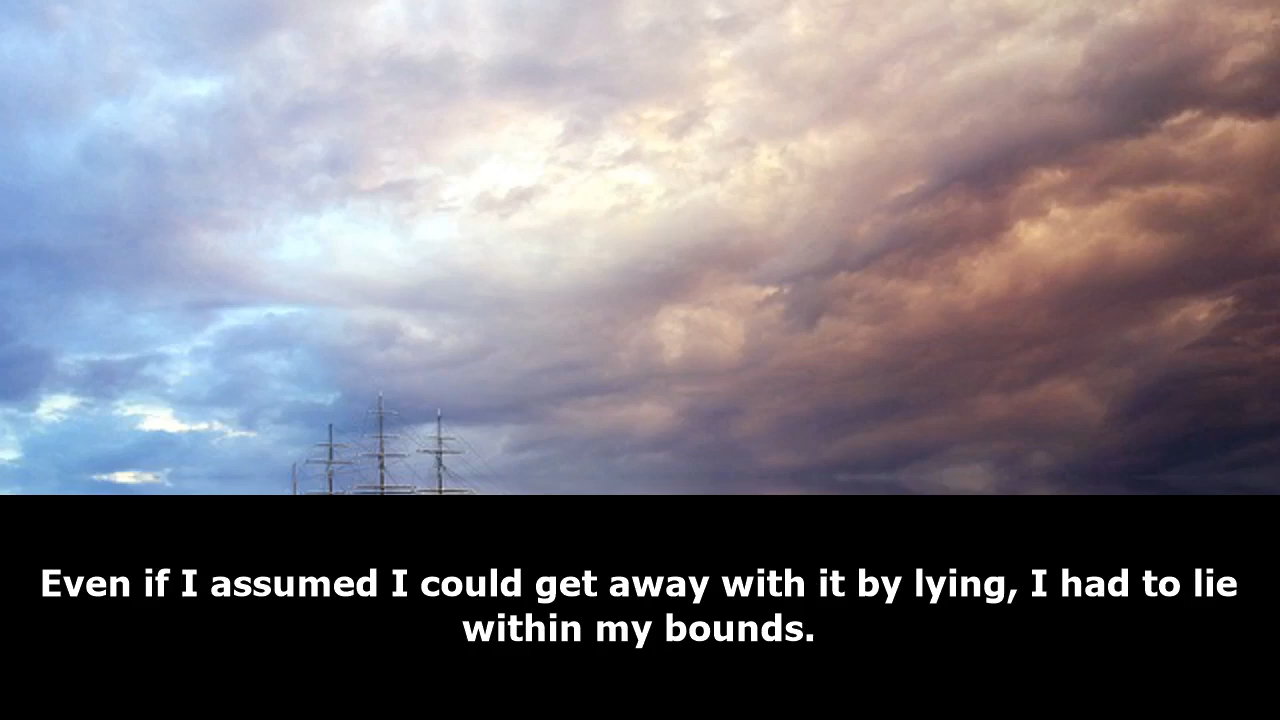 Even if I assumed I could get away with it by lying, I had to lie
within my bounds.